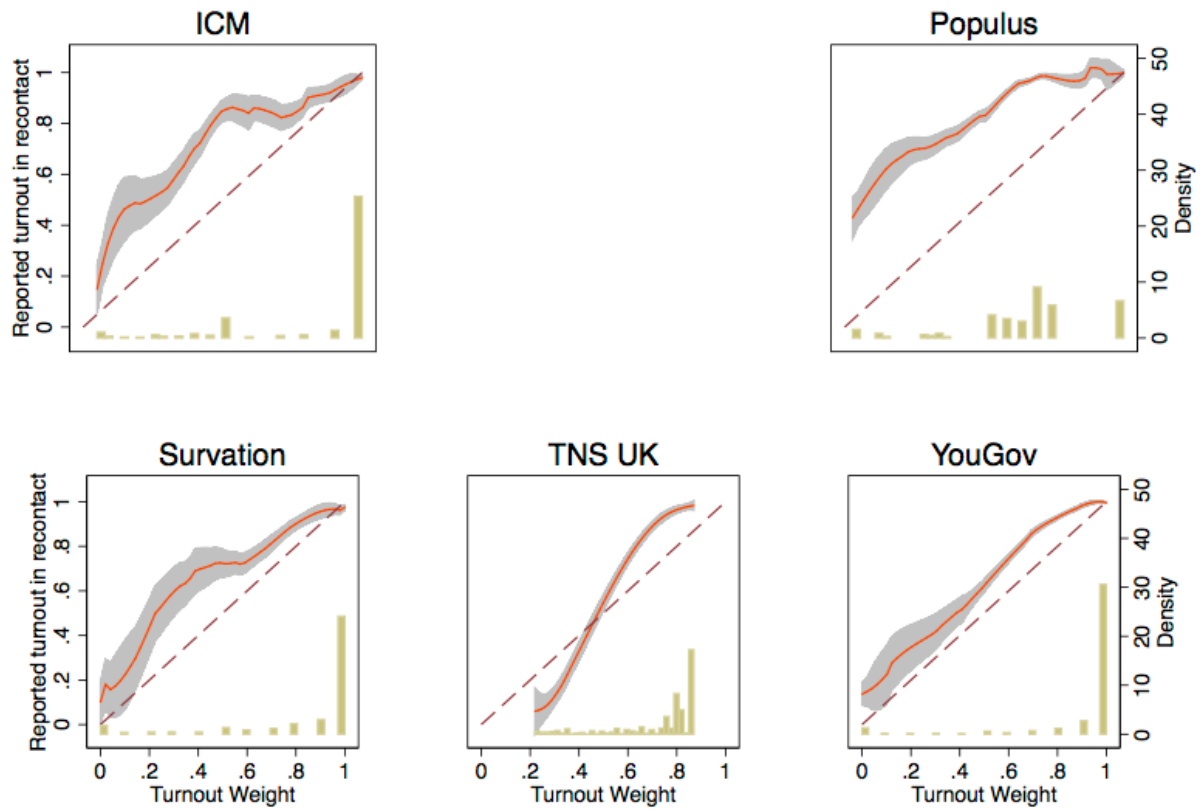 ICM
Reported turnout in recontact
0 .2 .4 .6 .8 1
Populus
0 10 20 30 40 50
Density
Survation
Reported turnout in recontact
0 .2 .4 .6 .8 1
0 .2 .4 .6 .8 1
Turnout Weight
TNS UK
0 .2 .4 .6 .8 1
Turnout Weight
YouGov
0 10 20 30 40 50
Density
0 .2 .4 .6 .8 1
Turnout Weight